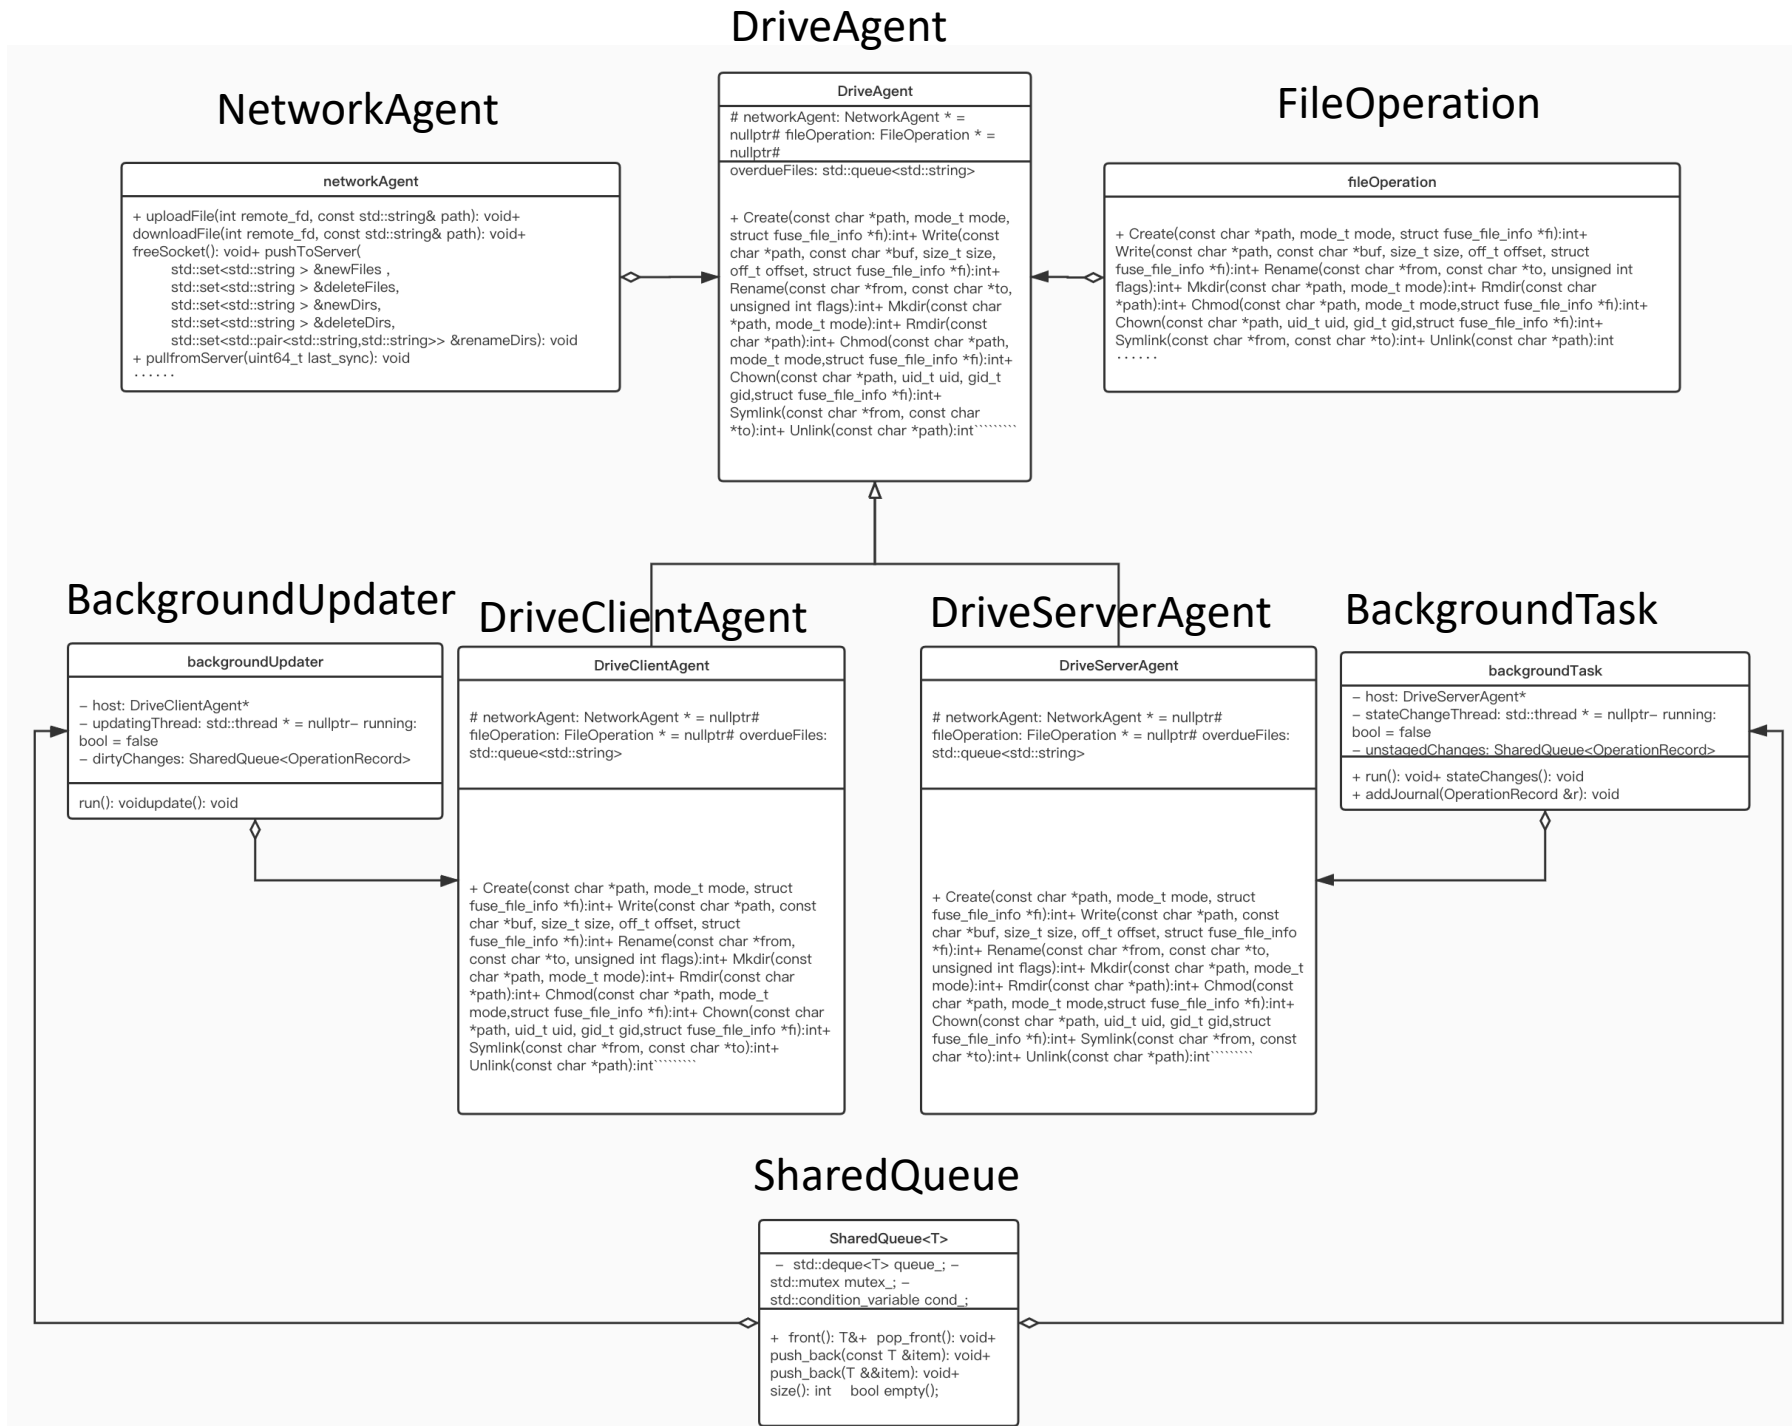 DriveAgent
NetworkAgent
FileOperation
DriveAgent
# networkAgent: NetworkAgent * =
nullptr# fileOperation: FileOperation * =
nullptr#
overdueFiles: std::queue<std::string>
+ Create(const char *path, mode_t mode,
struct fuse_file_info *fi):int+ Write(const
char *path, const char *buf, size_t size,
off_t offset, struct fuse_file_info *fi):int+
Rename(const char *from, const char *to,
unsigned int flags):int+ Mkdir(const char
*path, mode_t mode):int+ Rmdir(const
char *path):int+ Chmod(const char *path,
mode_t mode,struct fuse_file_info *fi):int+
Chown(const char *path, uid_t uid, gid_t
gid,struct fuse_file_info *fi):int+
Symlink(const char *from, const char
*to):int+ Unlink(const char *path):int`````````
networkAgent
+ uploadFile(int remote_fd, const std::string& path): void+
downloadFile(int remote_fd, const std::string& path): void+
freeSocket(): void+ pushToServer(
std::set<std::string > &newFiles ,
std::set<std::string > &deleteFiles,
std::set<std::string > &newDirs,
std::set<std::string > &deleteDirs,
std::set<std::pair<std::string,std::string>> &renameDirs): void
+ pullfromServer(uint64_t last_sync): void
······
fileOperation
+ Create(const char *path, mode_t mode, struct fuse_file_info *fi):int+
Write(const char *path, const char *buf, size_t size, off_t offset, struct
fuse_file_info *fi):int+ Rename(const char *from, const char *to, unsigned int
flags):int+ Mkdir(const char *path, mode_t mode):int+ Rmdir(const char
*path):int+ Chmod(const char *path, mode_t mode,struct fuse_file_info *fi):int+
Chown(const char *path, uid_t uid, gid_t gid,struct fuse_file_info *fi):int+
Symlink(const char *from, const char *to):int+ Unlink(const char *path):int
······
BackgroundUpdater
DriveClientAgent
DriveServerAgent
BackgroundTask
backgroundUpdater
– host: DriveClientAgent*
– updatingThread: std::thread * = nullptr– running:
bool = false
– dirtyChanges: SharedQueue<OperationRecord>
run(): voidupdate(): void
DriveClientAgent
# networkAgent: NetworkAgent * = nullptr#
fileOperation: FileOperation * = nullptr# overdueFiles:
std::queue<std::string>
+ Create(const char *path, mode_t mode, struct
fuse_file_info *fi):int+ Write(const char *path, const
char *buf, size_t size, off_t offset, struct
fuse_file_info *fi):int+ Rename(const char *from,
const char *to, unsigned int flags):int+ Mkdir(const
char *path, mode_t mode):int+ Rmdir(const char
*path):int+ Chmod(const char *path, mode_t
mode,struct fuse_file_info *fi):int+ Chown(const char
*path, uid_t uid, gid_t gid,struct fuse_file_info *fi):int+
Symlink(const char *from, const char *to):int+
Unlink(const char *path):int`````````
DriveServerAgent
# networkAgent: NetworkAgent * = nullptr#
fileOperation: FileOperation * = nullptr# overdueFiles:
std::queue<std::string>
+ Create(const char *path, mode_t mode, struct
fuse_file_info *fi):int+ Write(const char *path, const
char *buf, size_t size, off_t offset, struct fuse_file_info
*fi):int+ Rename(const char *from, const char *to,
unsigned int flags):int+ Mkdir(const char *path, mode_t
mode):int+ Rmdir(const char *path):int+ Chmod(const
char *path, mode_t mode,struct fuse_file_info *fi):int+
Chown(const char *path, uid_t uid, gid_t gid,struct
fuse_file_info *fi):int+ Symlink(const char *from, const
char *to):int+ Unlink(const char *path):int`````````
backgroundTask
– host: DriveServerAgent*
– stateChangeThread: std::thread * = nullptr– running:
bool = false
– unstagedChanges: SharedQueue<OperationRecord>
+ run(): void+ stateChanges(): void
+ addJournal(OperationRecord &r): void
SharedQueue
SharedQueue<T>
– std::deque<T> queue_; –
std::mutex mutex_; –
std::condition_variable cond_;
+ front(): T&+ pop_front(): void+
push_back(const T &item): void+
push_back(T &&item): void+
size(): int bool empty();